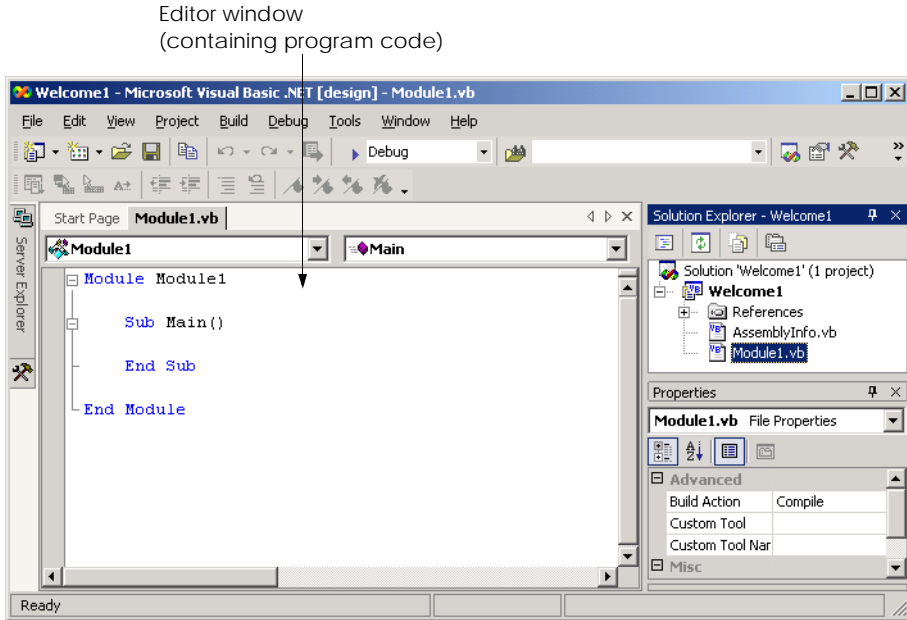 Editor window
(containing program code)
Welcome1 - Microsoft Visual Basic .NET [design] - Module1.vb
File Edit View Project Build Debug Tools Window Help
Debug
Start Page Module1.vb
Module1 Main
Server Explorer
Module Module1
Sub Main()
End Sub
End Module
Solution Explorer - Welcome1
Solution 'Welcome1' (1 project)
Welcome1
References
AssemblyInfo.vb
Module1.vb
Properties
Module1.vb File Properties
Advanced
Build Action Compile
Custom Tool
Custom Tool Nar
Misc
Ready